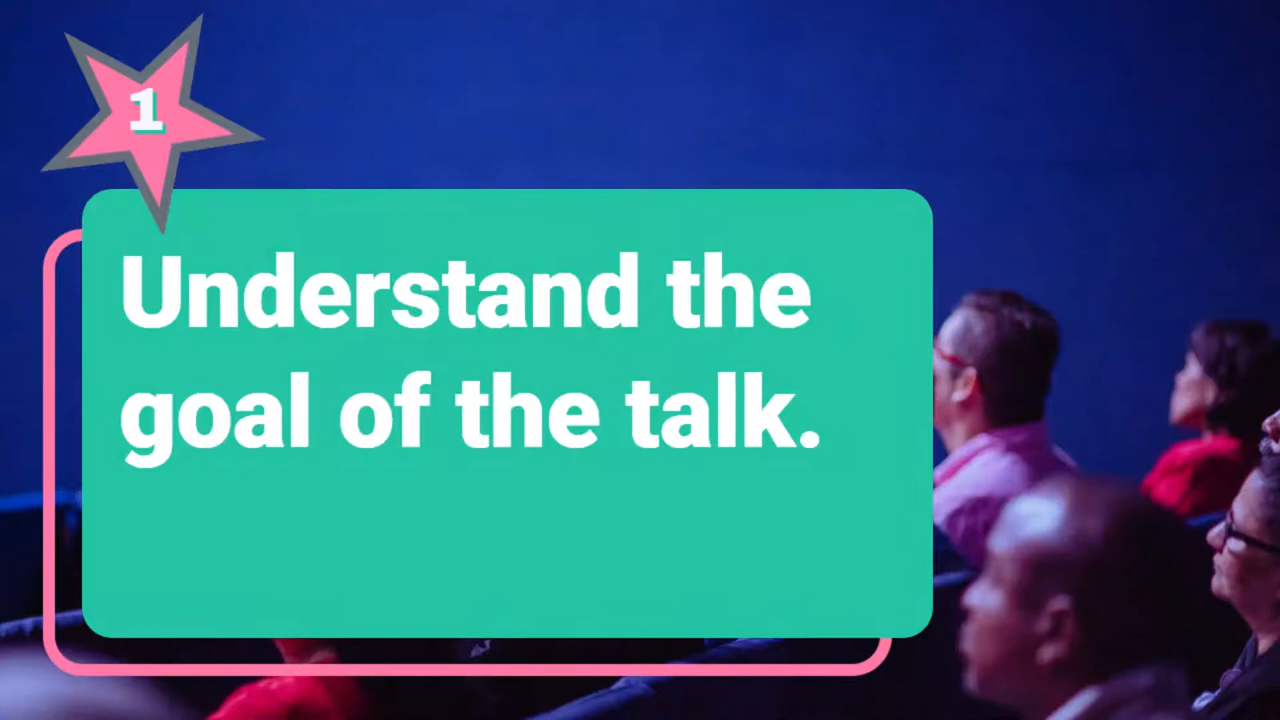 1
Understand the
goal of the talk.